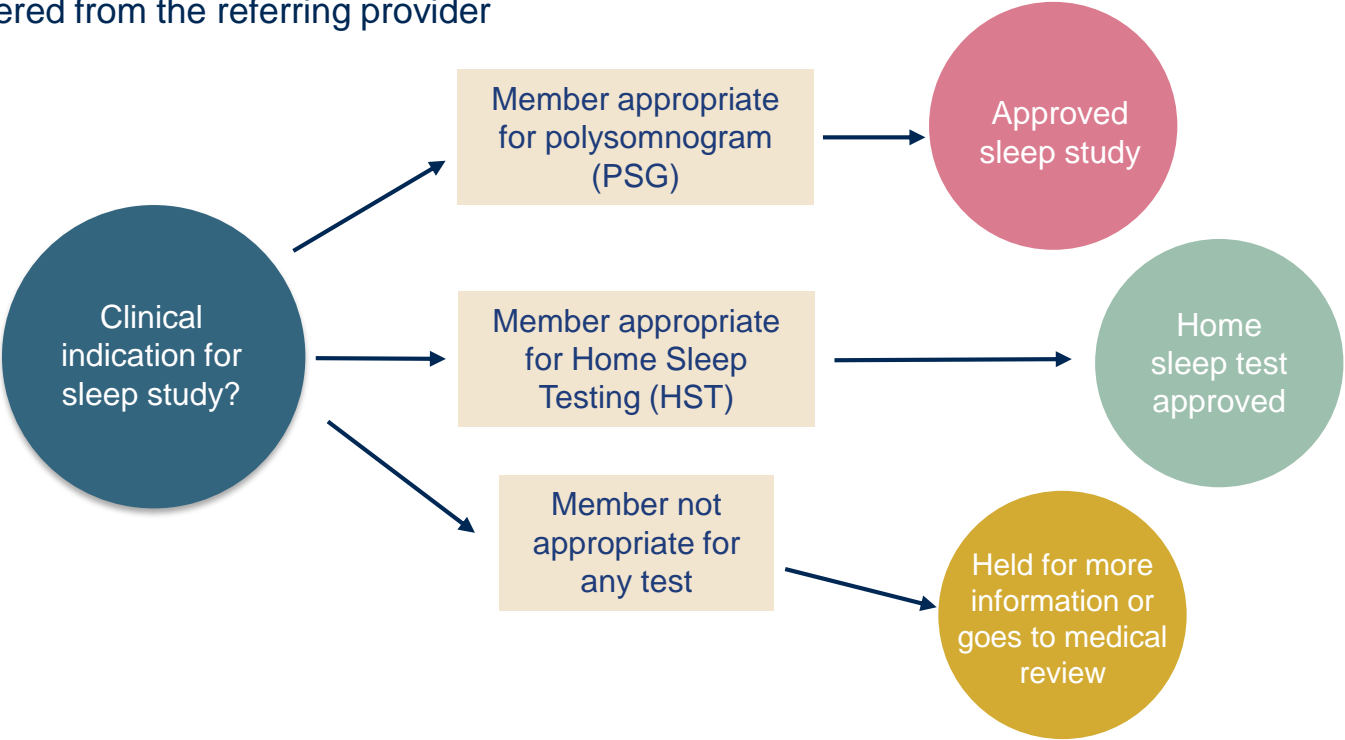 from the referring provider
Member appropriate
for polysomnogram
(PSG)
Approved
sleep study
Clinical
indication for
sleep study?
Member appropriate
for Home Sleep
Testing (HST)
Home
sleep test
approved
Member not
appropriate for
any test
Held for more
information or
goes to medical
review